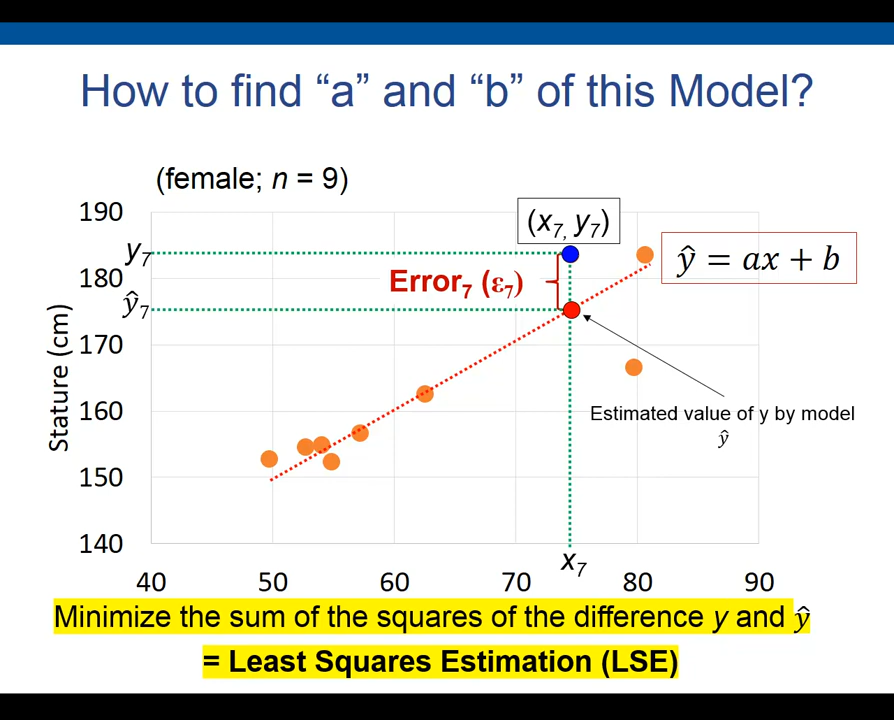 How to find “a” and “b” of this Model?
(female; n = 9)
190
(x7, y7)
y7
ŷ = ax + b
180
Error7 (ε7)
ŷ7
170
Stature (cm)
160
Estimated value of y by model
ŷ
150
140
x7
40 50 60 70 80 90
Minimize the sum of the squares of the difference y and ŷ
= Least Squares Estimation (LSE)